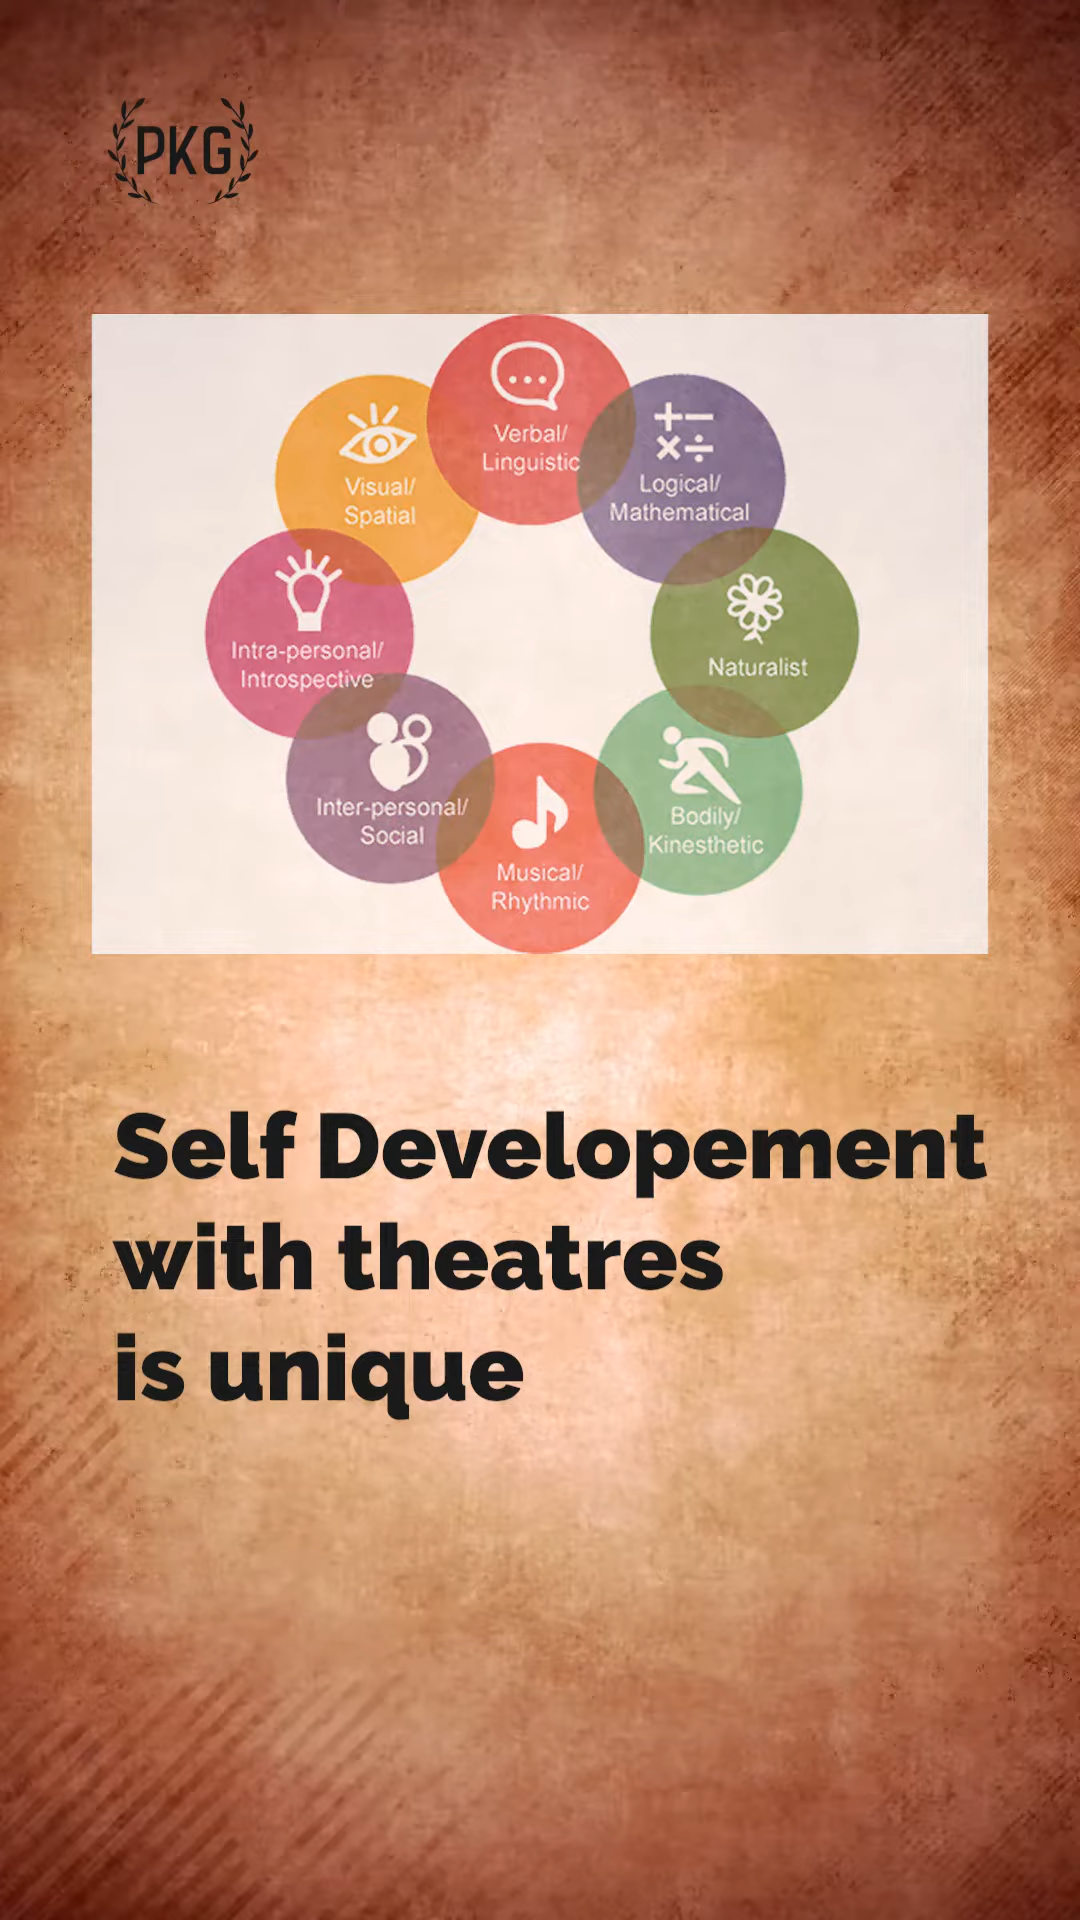 PKG
Verbal/
Linguistic
Logical/
Mathematical
Naturalist
Bodily/
Kinesthetic
Musical/
Rhythmic
Inter-personal/
Social
Intra-personal/
Introspective
Visual/
Spatial
Self Developement
with theatres
is unique